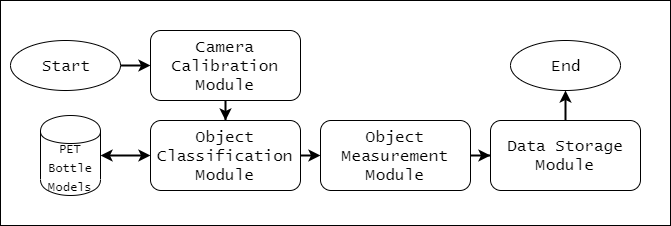 Start
Camera
Calibration
Module
End
PET
Bottle
Models
Object
Classification
Module
Object
Measurement
Module
Data Storage
Module